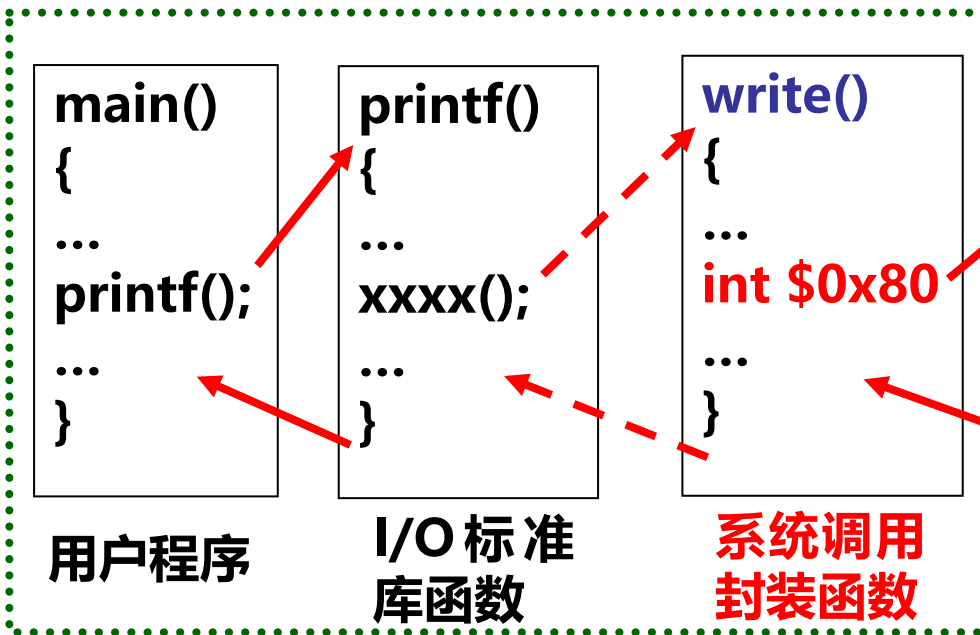 main()
{
...
printf();
...
}
用户程序
printf()
{
...
xxxx();
...
}
I/O标准
库函数
write()
{
...
int $0x80
...
}
系统调用
封装函数